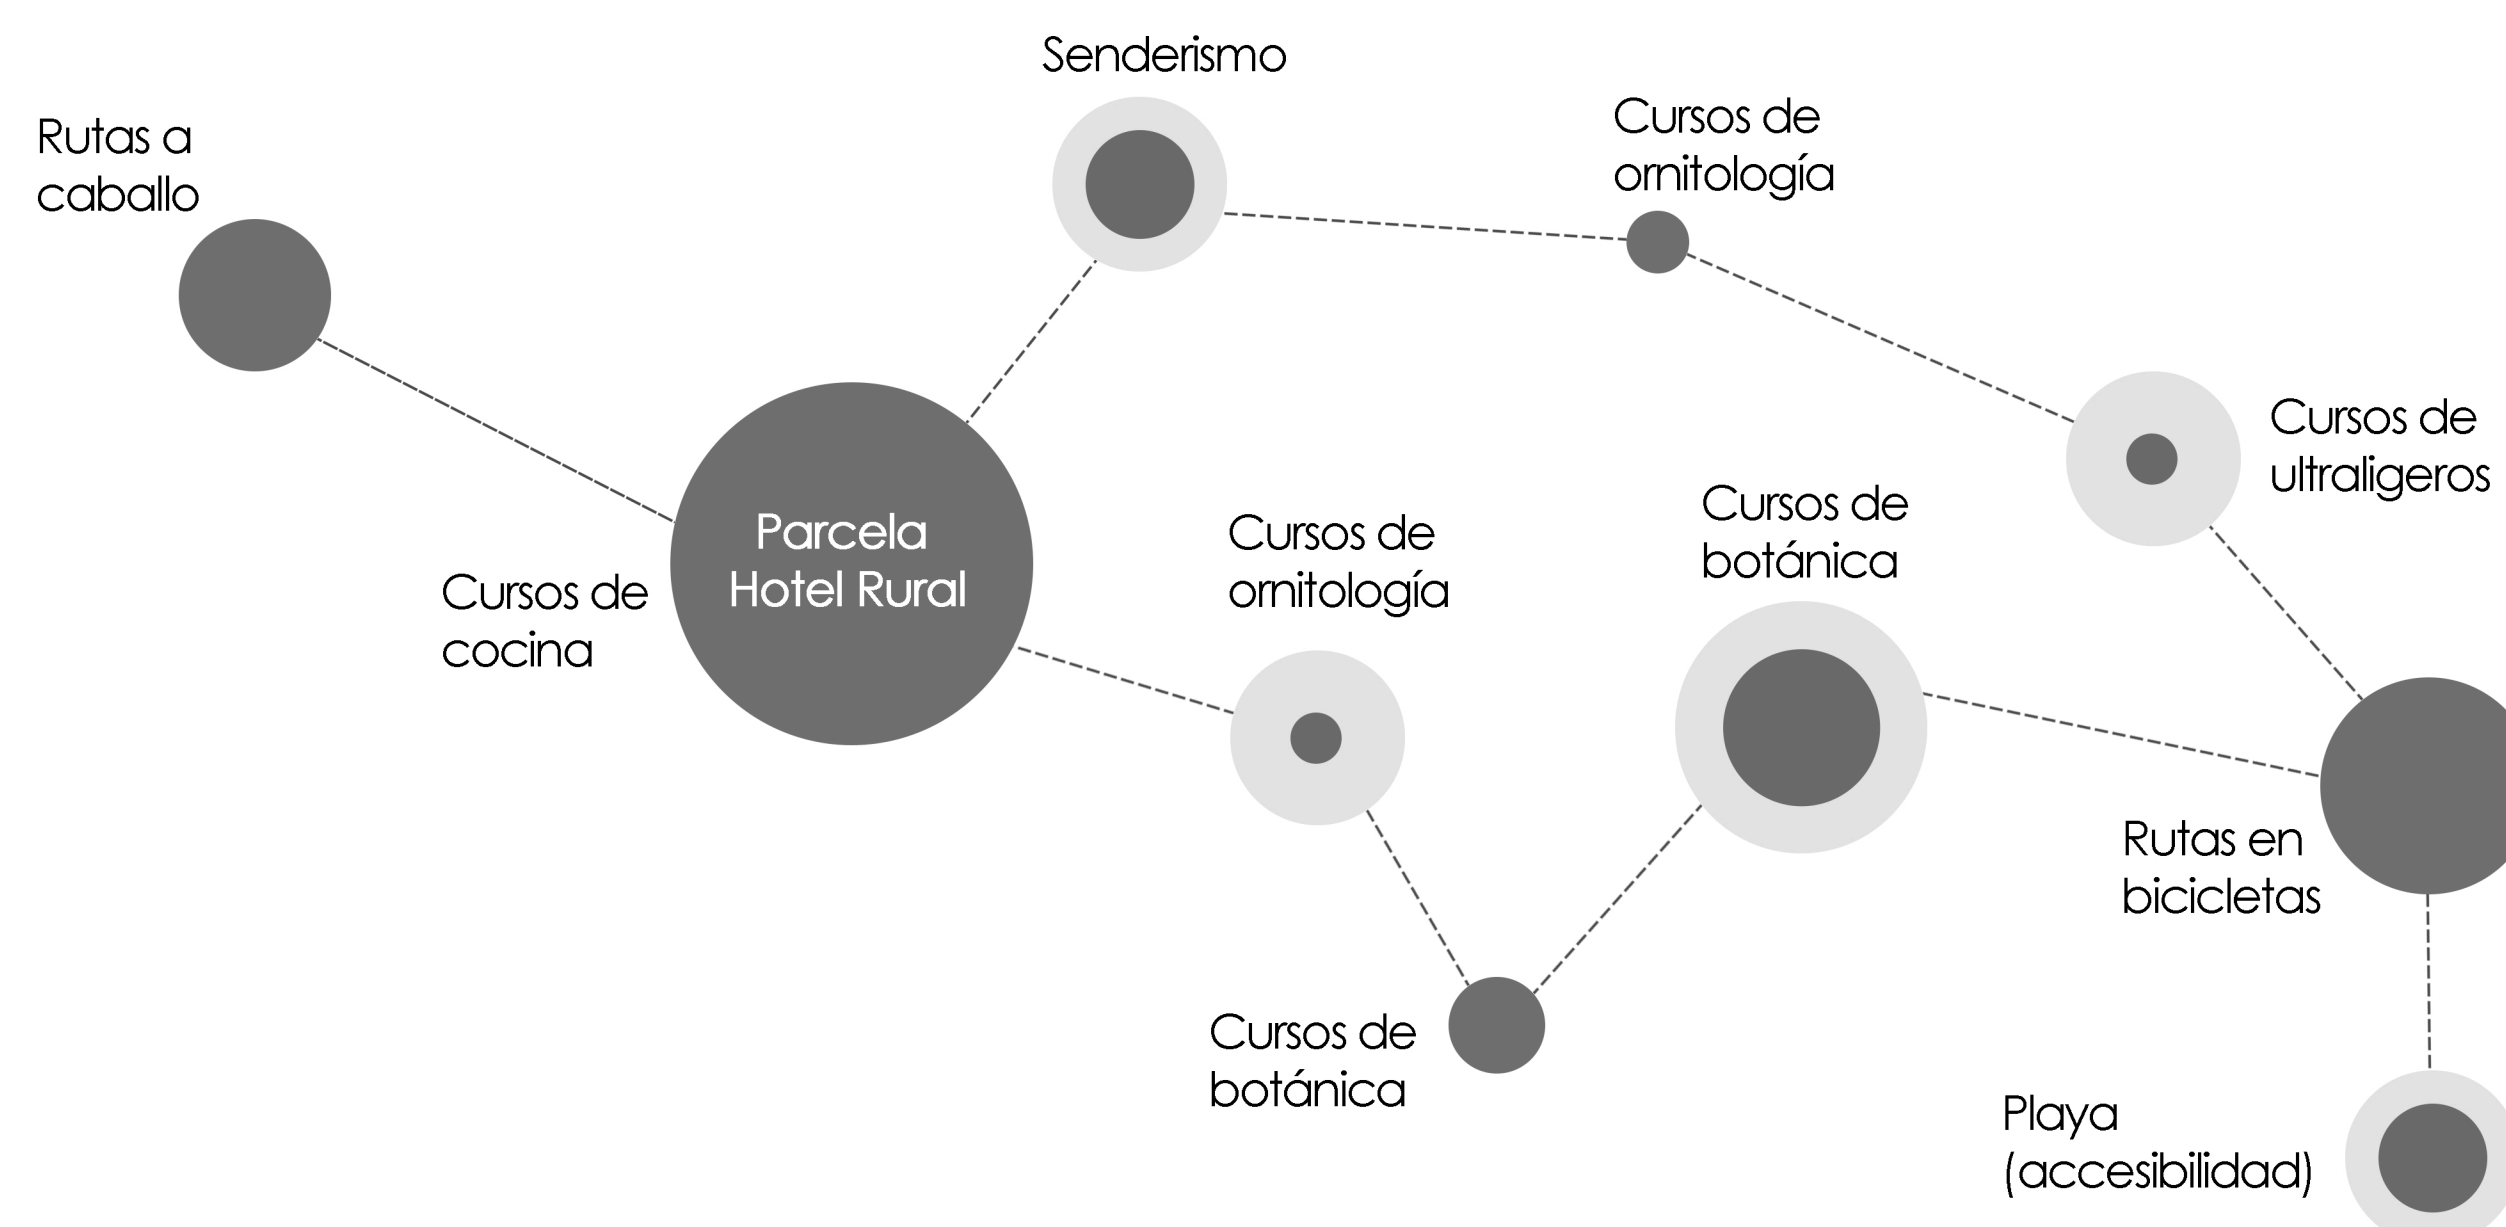 Senderismo
Rutas a
caballo
Cursos de
ornitología
Cursos de
ultraligeros
Parcela
Hotel Rural
Cursos de
cocina
Cursos de
ornitología
Cursos de
botánica
Rutas en
bicicletas
Cursos de
botánica
Playa
(accesibilidad)